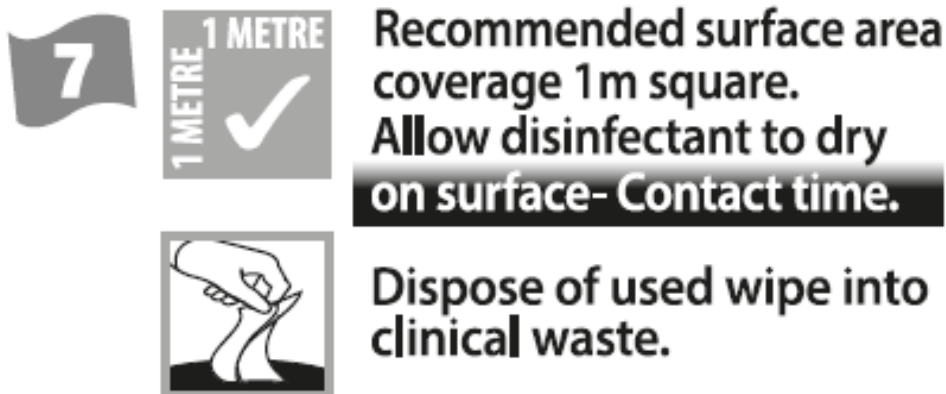 7
1 METRE
1 METRE
Recommended surface area
coverage 1m square.
Allow disinfectant to dry
on surface- Contact time.
Dispose of used wipe into
clinical waste.